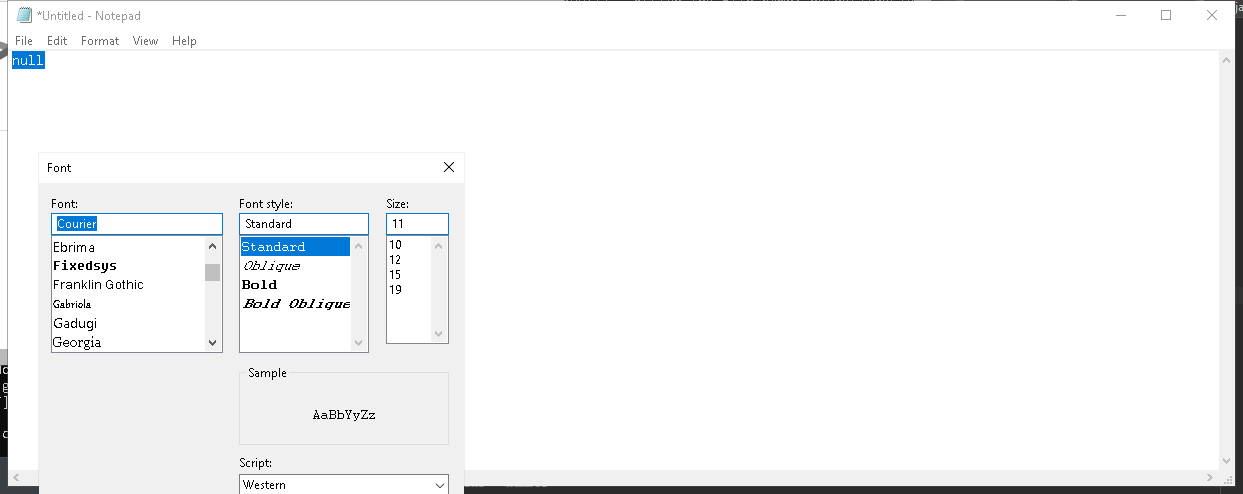 *Untitled - Notepad
File Edit Format View Help
null
Font
Font: Font style: Size:
Courier Standard 11
Ebrima Standard 10
Fixedsys Oblique 12
Franklin Gothic Bold 15
Gabriola Bold Oblique 19
Gadugi
Georgia
Sample
AaBbYyZz
Script:
Western